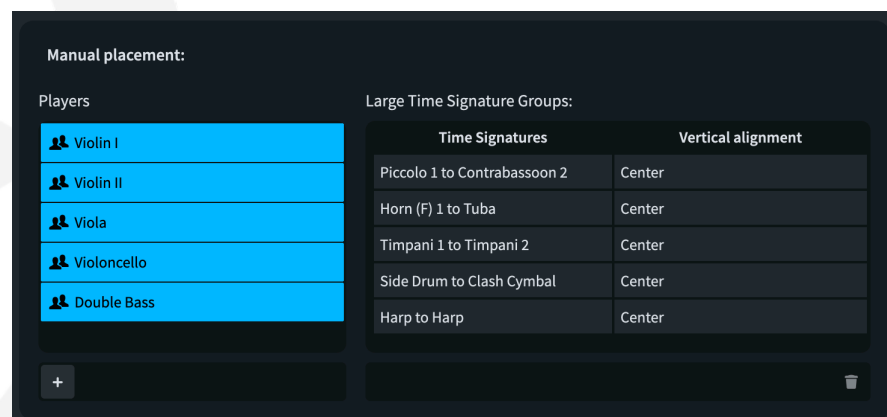 Manual placement:
Players
Large Time Signature Groups:
Violin I
Violin II
Viola
Violoncello
Double Bass
+
Time Signatures Vertical alignment
Piccolo 1 to Contrabassoon 2 Center
Horn (F) 1 to Tuba Center
Timpani 1 to Timpani 2 Center
Side Drum to Clash Cymbal Center
Harp to Harp Center